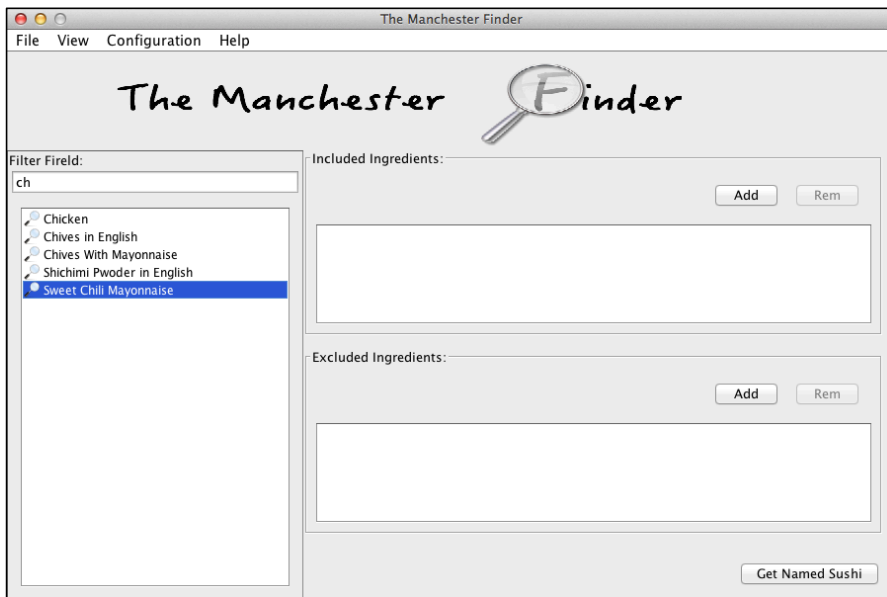 The Manchester Finder
File View Configuration Help
The Manchester Finder
Filter Fireld:
ch
Chicken
Chives in English
Chives With Mayonnaise
Shichimi Pwoder in English
Sweet Chili Mayonnaise
Included Ingredients:
Add Rem
Excluded Ingredients:
Add Rem
Get Named Sushi